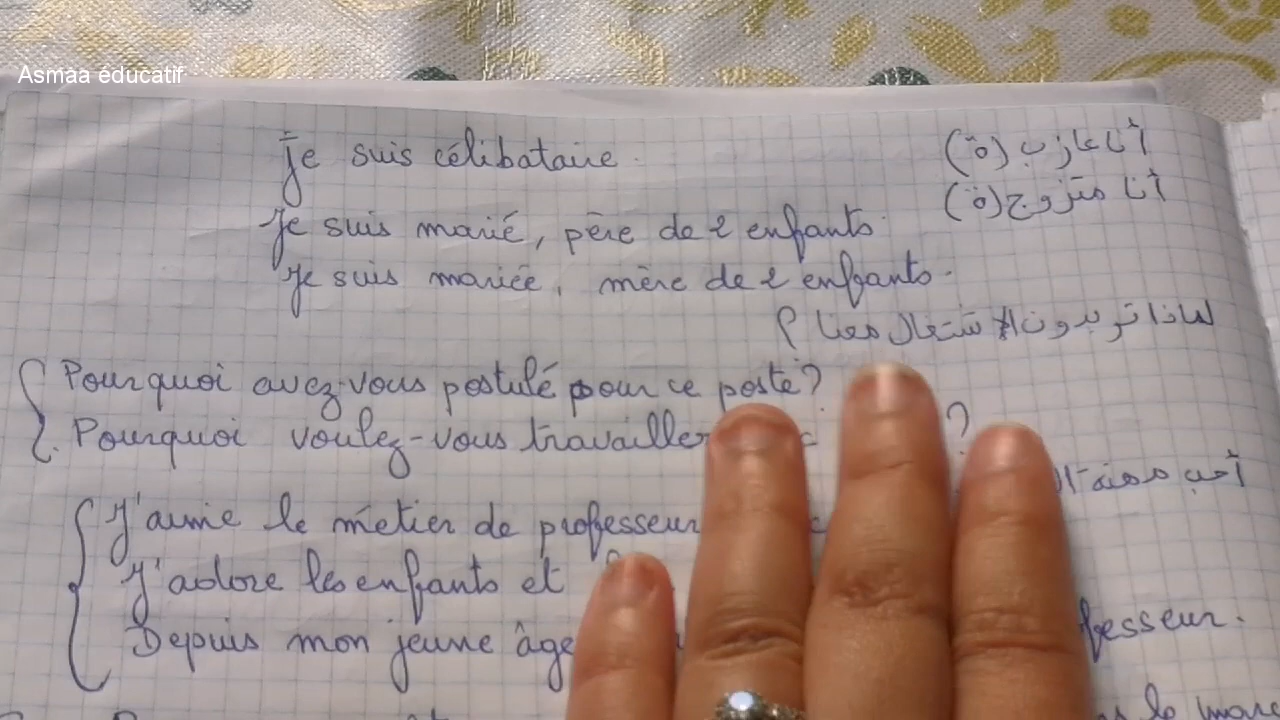 Asmaa éducatif
Je suis célibataire. أنا عازب (ة)
أنا متزوج (ة)
Je suis marié, père de 2 enfants.
Je suis mariée, mère de 2 enfants.
لماذا تريدون الاشتغال معنا ؟
Pourquoi avez-vous postulé pour ce poste ?
Pourquoi voulez-vous travailler ?
أحب مهنة
J'aime le métier de professeur
J'adore les enfants et
Depuis mon jeune âge